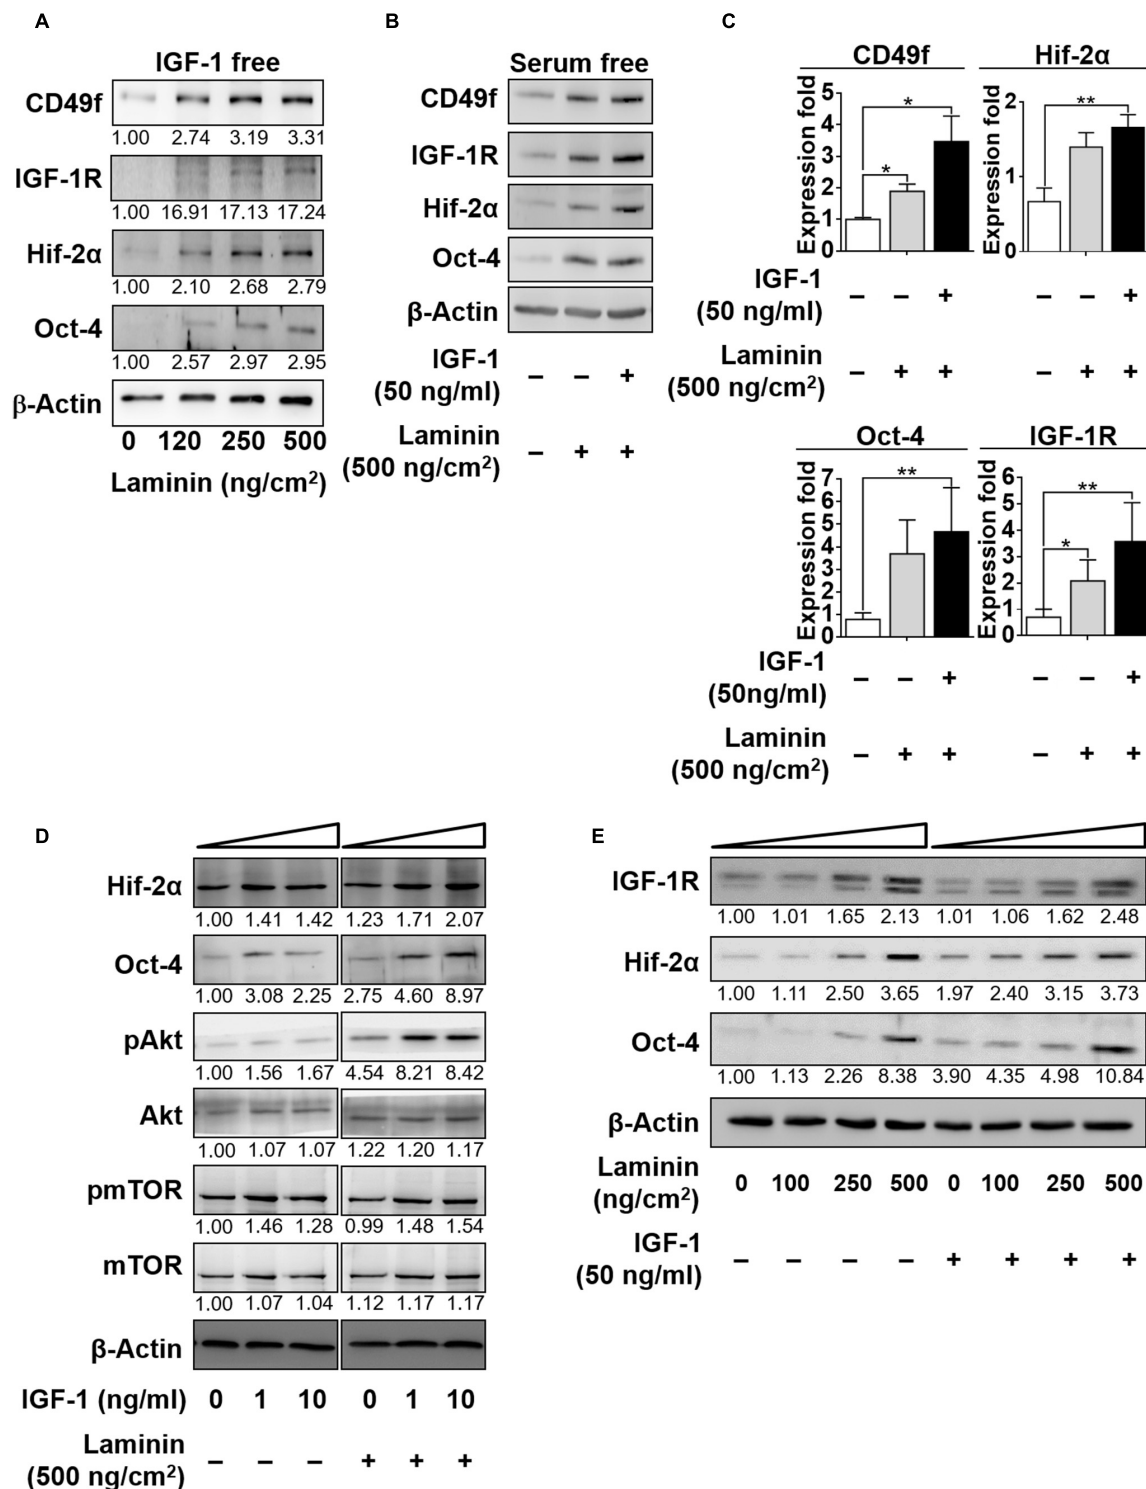 A
IGF-1 free
CD49f
1.00 2.74 3.19 3.31
IGF-1R
1.00 16.91 17.13 17.24
Hif-2α
1.00 2.10 2.68 2.79
Oct-4
1.00 2.57 2.97 2.95
β-Actin
0 120 250 500
Laminin (ng/cm²)
B
Serum free
CD49f
IGF-1R
Hif-2α
Oct-4
β-Actin
IGF-1
(50 ng/ml)
– – +
Laminin
(500 ng/cm²)
– + +
C
CD49f
Expression fold
5
4
3
2
1
0
*
*
Hif-2α
Expression fold
2
1
0
**
IGF-1
(50 ng/ml)
– – + – – +
Laminin
(500 ng/cm²)
– + + – + +
Oct-4
Expression fold
7
6
5
4
3
2
1
0
**
IGF-1R
Expression fold
6
5
4
3
2
1
0
**
*
IGF-1
(50ng/ml)
– – + – – +
Laminin
(500 ng/cm²)
– + + – + +
D
Hif-2α
1.00 1.41 1.42 1.23 1.71 2.07
Oct-4
1.00 3.08 2.25 2.75 4.60 8.97
pAkt
1.00 1.56 1.67 4.54 8.21 8.42
Akt
1.00 1.07 1.07 1.22 1.20 1.17
pmTOR
1.00 1.46 1.28 0.99 1.48 1.54
mTOR
1.00 1.07 1.04 1.12 1.17 1.17
β-Actin
IGF-1 (ng/ml) 0 1 10 0 1 10
Laminin
(500 ng/cm²)
– – – + + +
E
IGF-1R
1.00 1.01 1.65 2.13 1.01 1.06 1.62 2.48
Hif-2α
1.00 1.11 2.50 3.65 1.97 2.40 3.15 3.73
Oct-4
1.00 1.13 2.26 8.38 3.90 4.35 4.98 10.84
β-Actin
Laminin
(ng/cm²)
0 100 250 500 0 100 250 500
IGF-1
(50 ng/ml)
– – – – + + + +